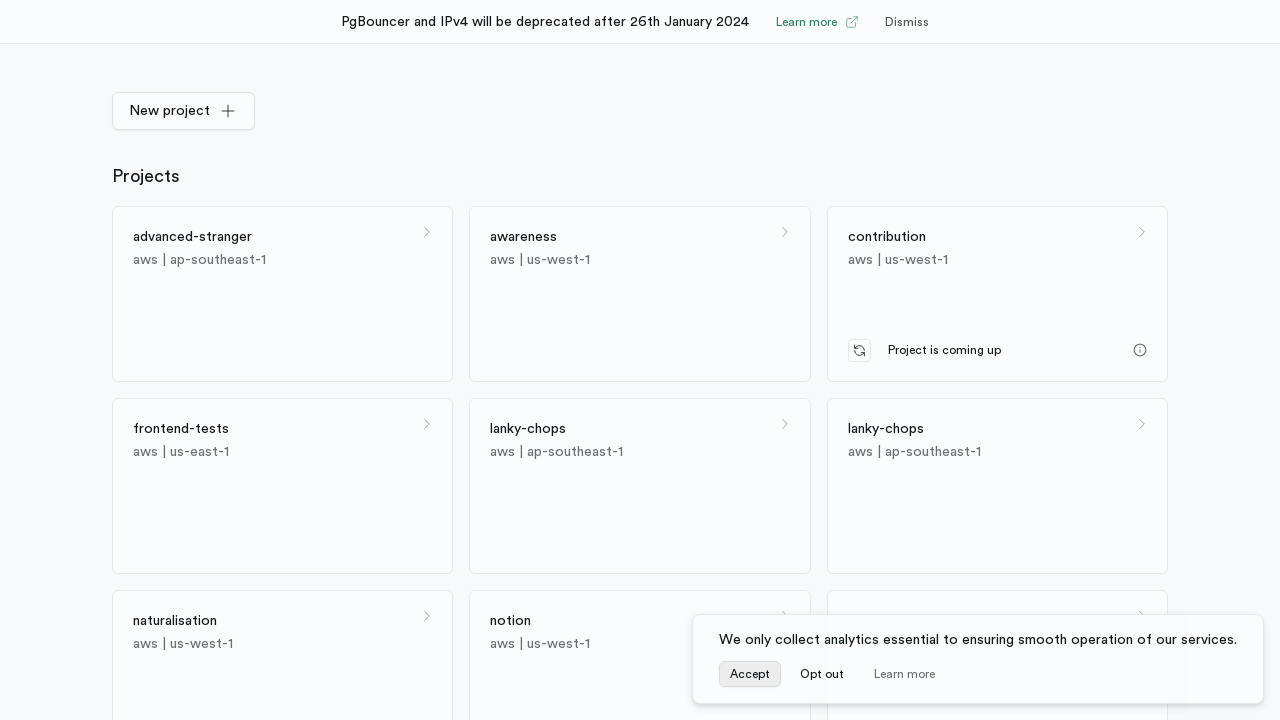 PgBouncer and IPv4 will be deprecated after 26th January 2024 Learn more Dismiss
New project
Projects
advanced-stranger
aws | ap-southeast-1
awareness
aws | us-west-1
contribution
aws | us-west-1
Project is coming up
frontend-tests
aws | us-east-1
lanky-chops
aws | ap-southeast-1
lanky-chops
aws | ap-southeast-1
naturalisation
aws | us-west-1
notion
aws | us-west-1
We only collect analytics essential to ensuring smooth operation of our services.
Accept Opt out Learn more